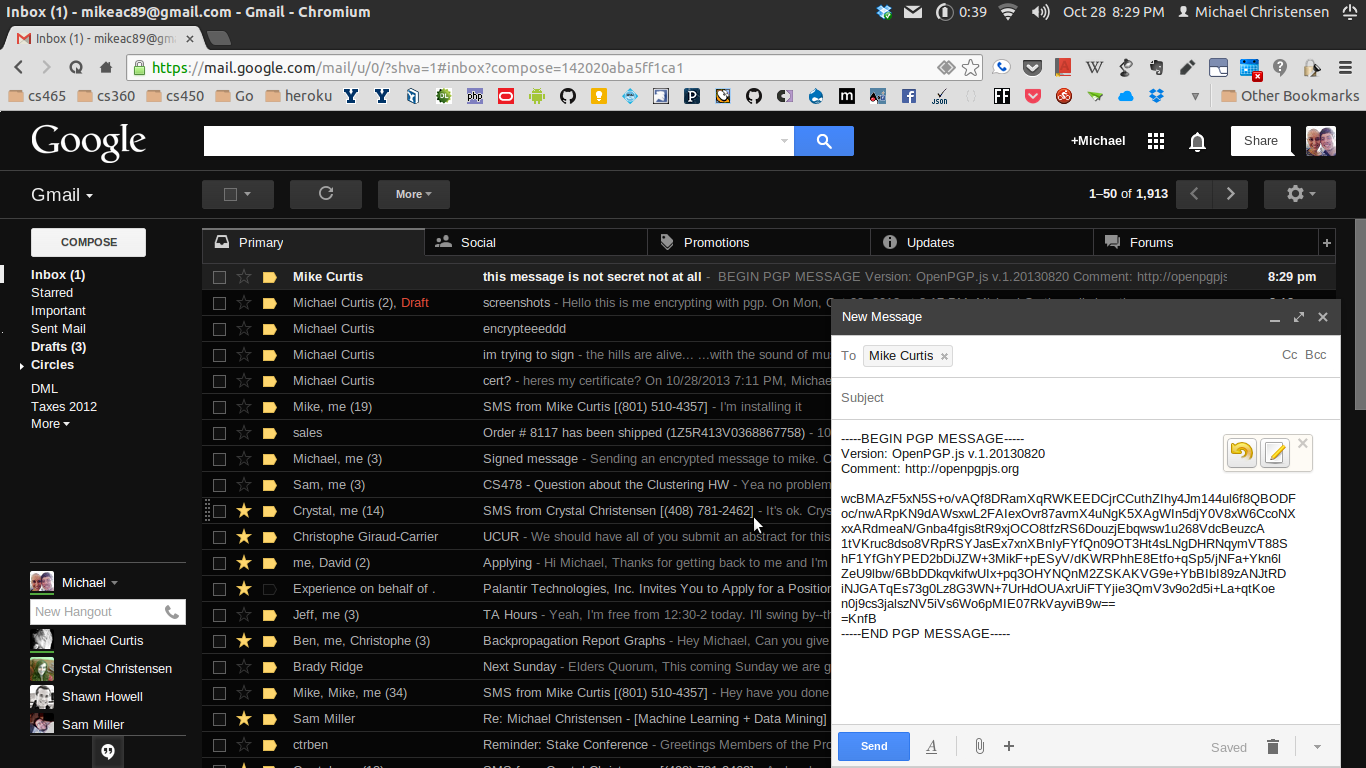 Inbox (1) - mikeac89@gmail.com - Gmail - Chromium
0:39
Oct 28 8:29 PM
Michael Christensen
Inbox (1) - mikeac89@gm
https://mail.google.com/mail/u/0/?shva=1#inbox?compose=142020aba5ff1ca1
cs465 cs360 cs450 Go heroku
Other Bookmarks
Google
+Michael
Share
Gmail
More
1–50 of 1,913
COMPOSE
Inbox (1)
Starred
Important
Sent Mail
Drafts (3)
Circles
DML
Taxes 2012
More
Primary
Social
Promotions
Updates
Forums
Mike Curtis this message is not secret not at all - BEGIN PGP MESSAGE Version: OpenPGP.js v.1.20130820 Comment: http://openpgpjs 8:29 pm
Michael Curtis (2), Draft screenshots - Hello this is me encrypting with pgp. On Mon,
Michael Curtis encrypteeeddd
Michael Curtis im trying to sign - the hills are alive... ...with the sound of mu
Michael Curtis cert? - heres my certificate? On 10/28/2013 7:11 PM, Michae
Mike, me (19) SMS from Mike Curtis [(801) 510-4357] - I'm installing it
sales Order # 8117 has been shipped (1Z5R413V0368867758) - 10
Michael, me (3) Signed message - Sending an encrypted message to mike. C
Sam, me (3) CS478 - Question about the Clustering HW - Yea no problem
Crystal, me (14) SMS from Crystal Christensen [(408) 781-2462] - It's ok. Crys
Christophe Giraud-Carrier UCUR - We should have all of you submit an abstract for this
me, David (2) Applying - Hi Michael, Thanks for getting back to me and I'm
Experience on behalf of . Palantir Technologies, Inc. Invites You to Apply for a Position
Jeff, me (3) TA Hours - Yeah, I'm free from 12:30-2 today. I'll swing by--th
Ben, me, Christophe (3) Backpropagation Report Graphs - Hey Michael, Can you give
Brady Ridge Next Sunday - Elders Quorum, This coming Sunday we are g
Mike, Mike, me (34) SMS from Mike Curtis [(801) 510-4357] - Hey have you done
Sam Miller Re: Michael Christensen - [Machine Learning + Data Mining]
ctrben Reminder: Stake Conference - Greetings Members of the Pro
Michael
New Hangout
Michael Curtis
Crystal Christensen
Shawn Howell
Sam Miller
New Message
To Mike Curtis
Cc Bcc
Subject
-----BEGIN PGP MESSAGE-----
Version: OpenPGP.js v.1.20130820
Comment: http://openpgpjs.org
wcBMAzF5xN5S+o/vAQf8DRamXqRWKEEDCjrCCuthZIhy4Jm144ul6f8QBODF
oc/nwARpKN9dAWsxwL2FAIexOvr87avmX4uNgK5XAgWIn5djY0V8xW6CcoNX
xxARdmeaN/Gnba4fgis8tR9xjOCO8tfzRS6DouzjEbqwsw1u268VdcBeuzcA
1tVKruc8dso8VRpRSYJasEx7xnXBnIyFYfQn09OT3Ht4sLNgDHRNqymVT88S
hF1YfGhYPED2bDiJZW+3MikF+pESyV/dKWRPhhE8Etfo+qSp5/jNFa+Ykn6l
ZeU9lbw/6BbDDkqvkifwUIx+pq3OHYNQnM2ZSKAKVG9e+YbBIbI89zANJtRD
iNJGATqEs73g0Lz8G3WN+7UrHdOUAxrUiFTYjie3QmV3v9o2d5i+La+qtKoe
n0j9cs3jalszNV5iVs6Wo6pMIE07RkVayviB9w==
=KnfB
-----END PGP MESSAGE-----
Send
Saved